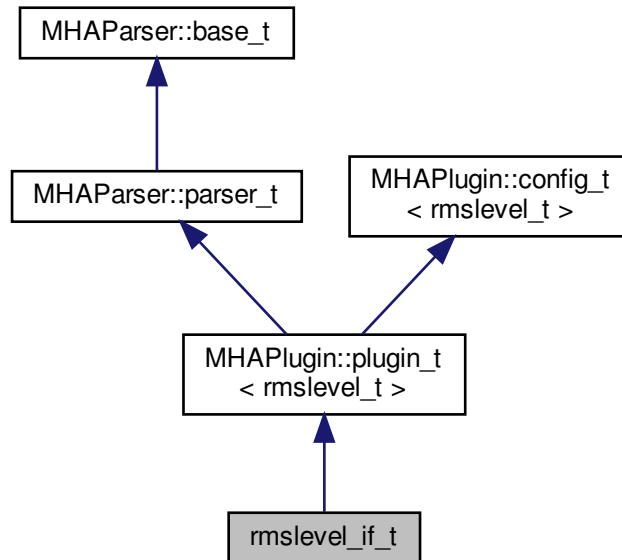 MHAParser::base_t
MHAParser::parser_t
MHAPlugin::config_t
< rmslevel_t >
MHAPlugin::plugin_t
< rmslevel_t >
rmslevel_if_t